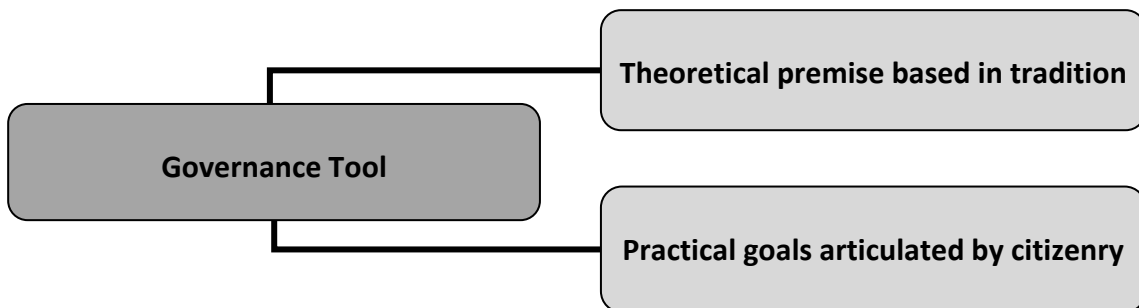 Theoretical premise based in tradition
Governance Tool
Practical goals articulated by citizenry